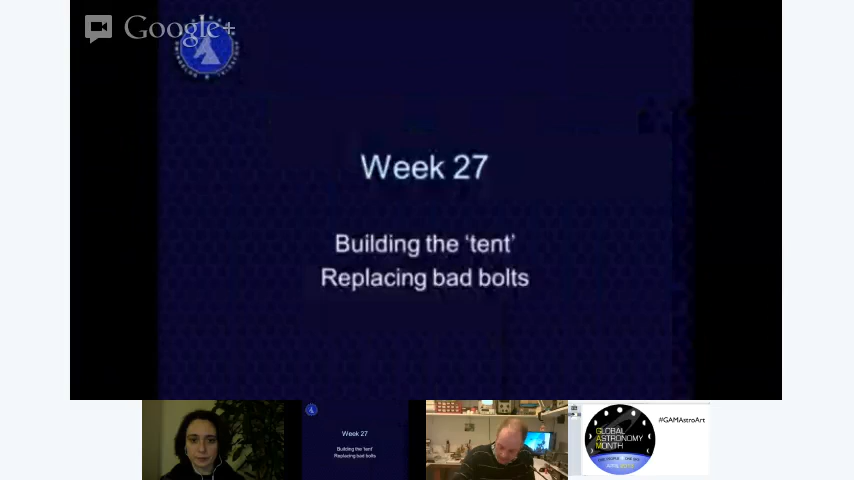 Google+
Week 27
Building the ‘tent’
Replacing bad bolts
Week 27
Building the ‘tent’
Replacing bad bolts
#GAMAstroArt
GLOBAL
ASTRONOMY
MONTH